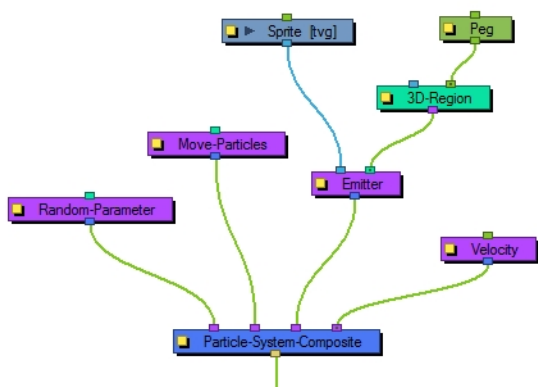 Sprite [tvg]
Peg
3D-Region
Move-Particles
Emitter
Random-Parameter
Velocity
Particle-System-Composite